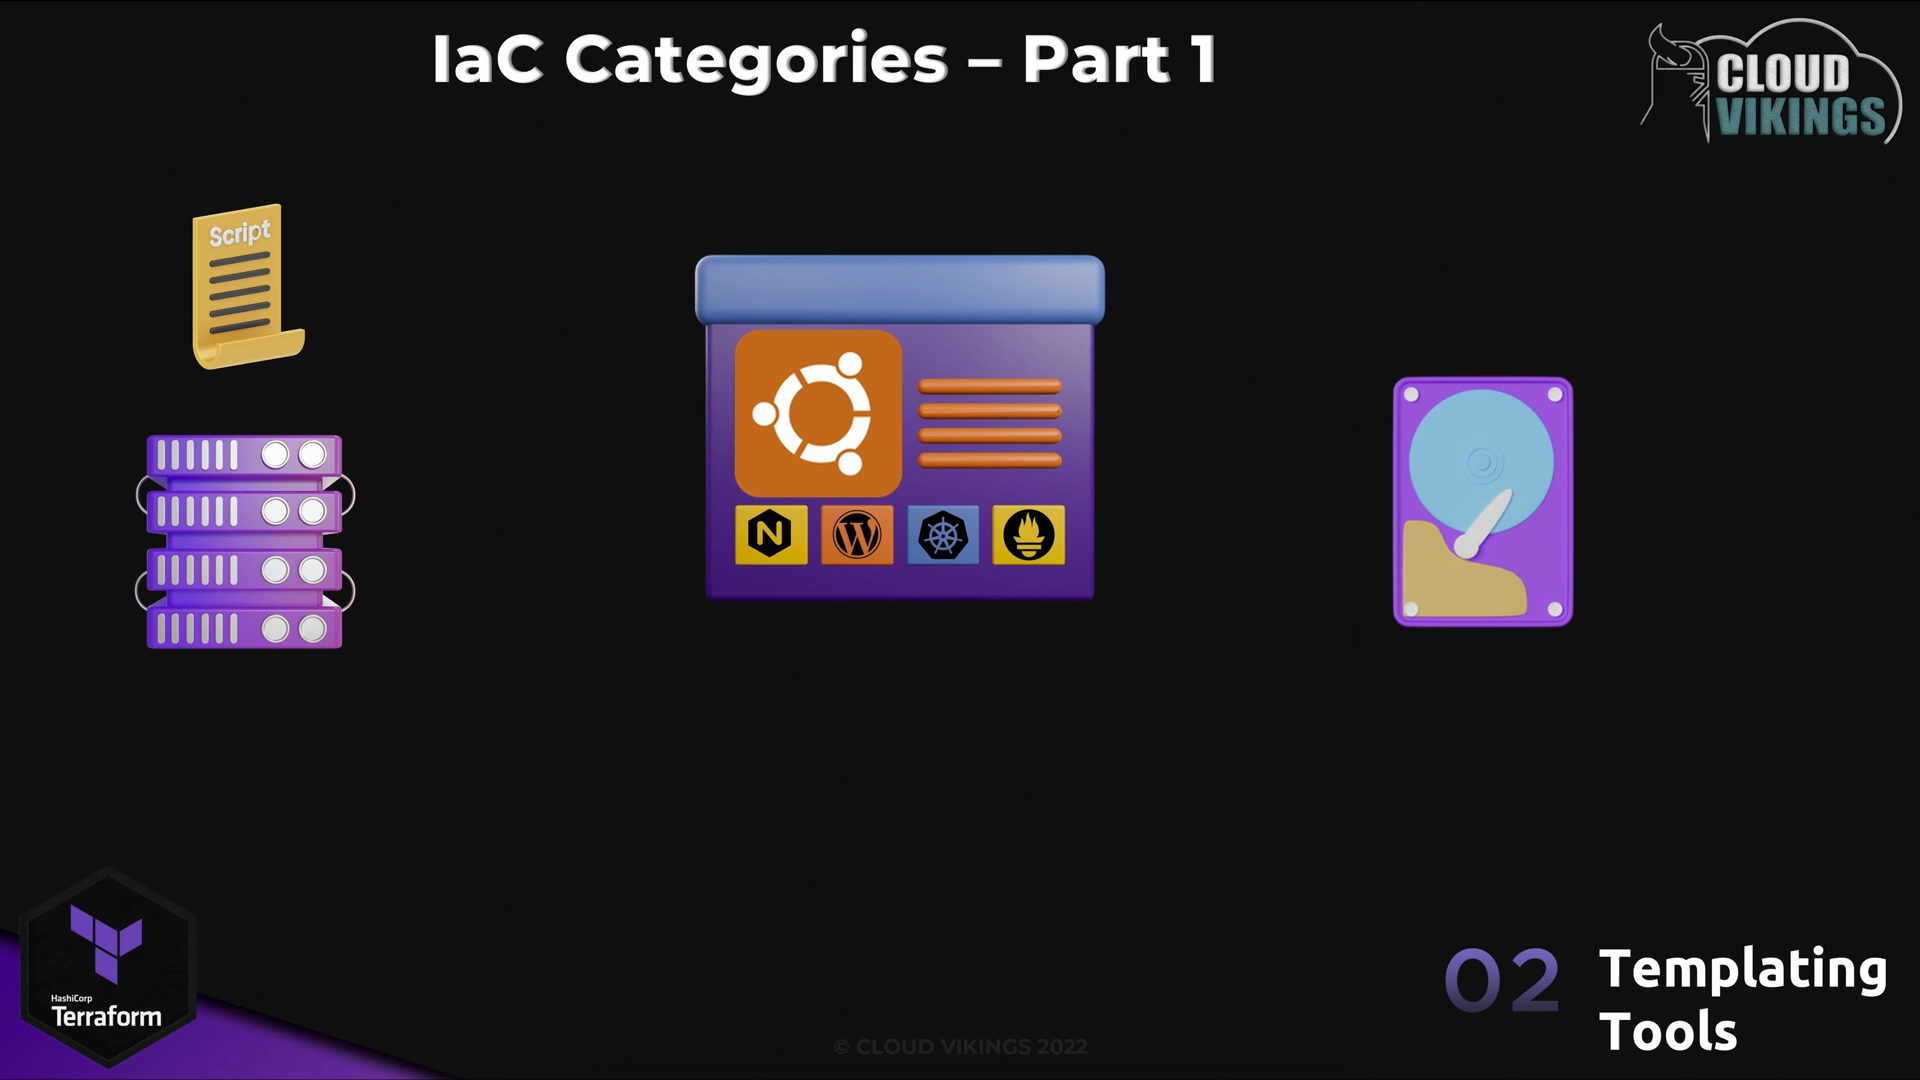 IaC Categories – Part 1
CLOUD
VIKINGS
Script
N
W
HashiCorp
Terraform
02
Templating
Tools
© CLOUD VIKINGS 2022